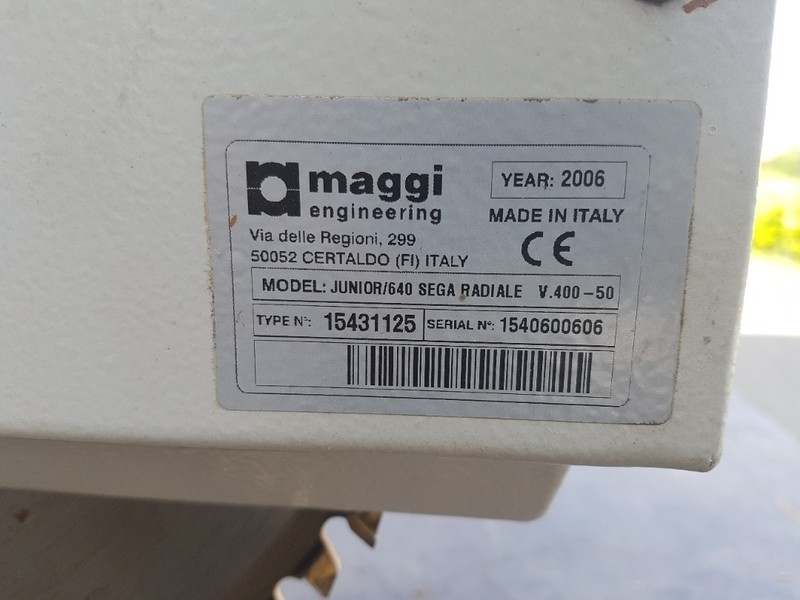 maggi
engineering
YEAR: 2006
MADE IN ITALY
CE
Via delle Regioni, 299
50052 CERTALDO (FI) ITALY
MODEL: JUNIOR/640 SEGA RADIALE V.400-50
TYPE N°: 15431125 SERIAL N°: 1540600606